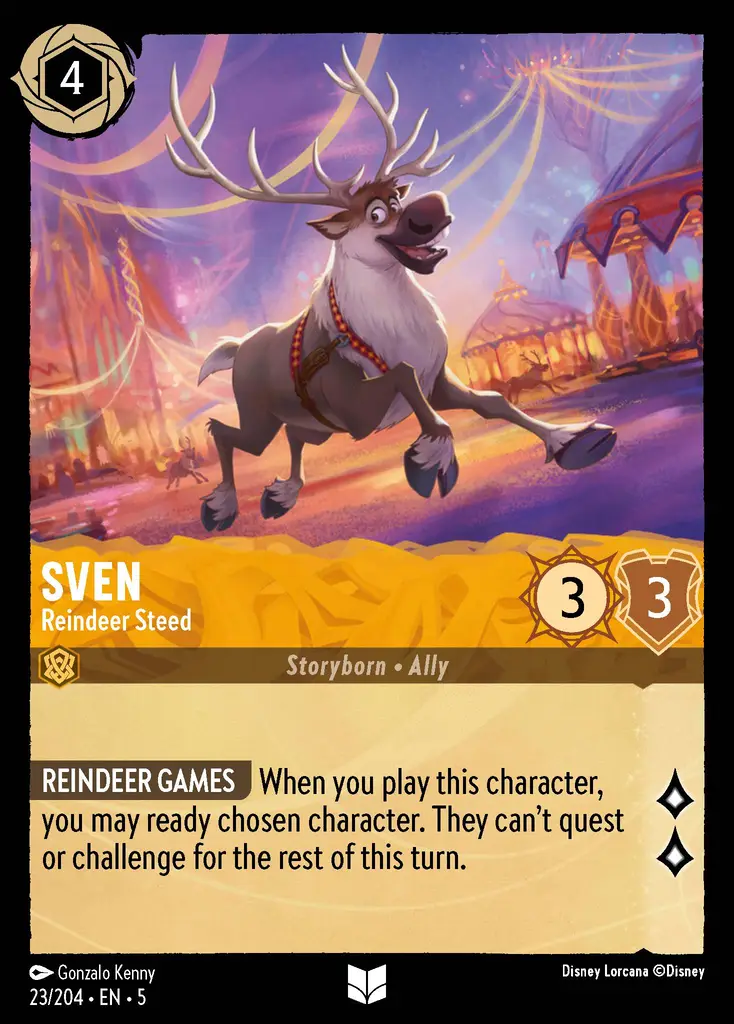 4
SVEN
Reindeer Steed
3
3
Storyborn • Ally
REINDEER GAMES When you play this character,
you may ready chosen character. They can't quest
or challenge for the rest of this turn.
Gonzalo Kenny
Disney Lorcana ©Disney
23/204 • EN • 5